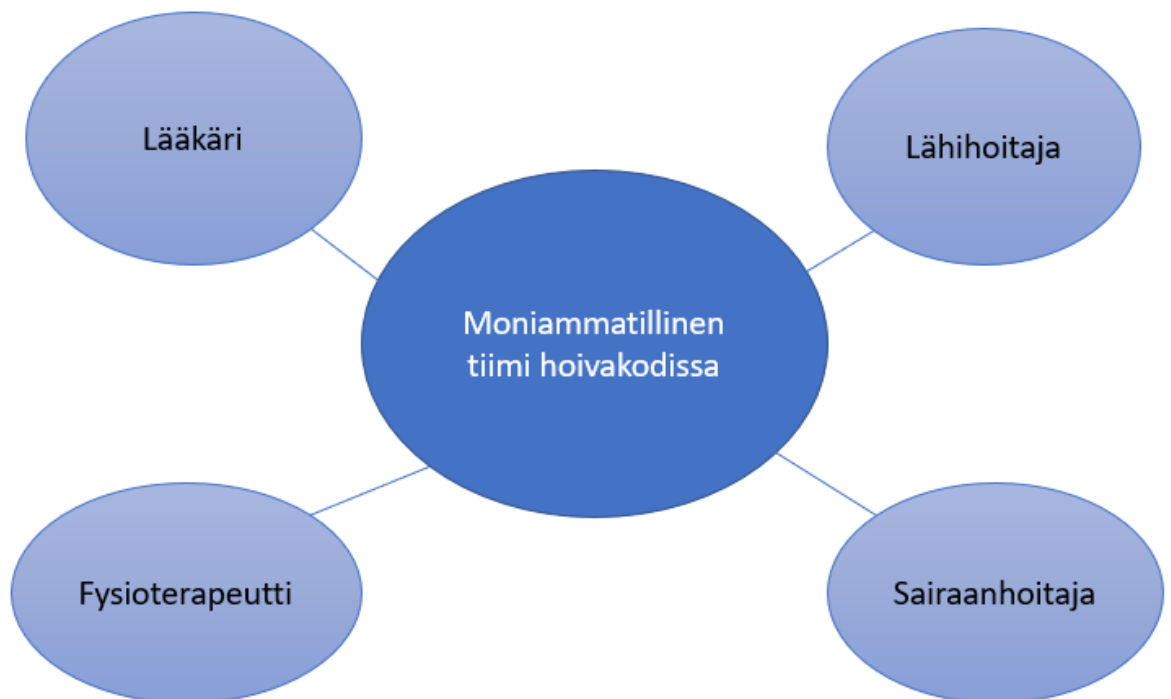 Lääkäri
Lähihoitaja
Moniammatillinen
tiimi hoivakodissa
Fysioterapeutti
Sairaanhoitaja